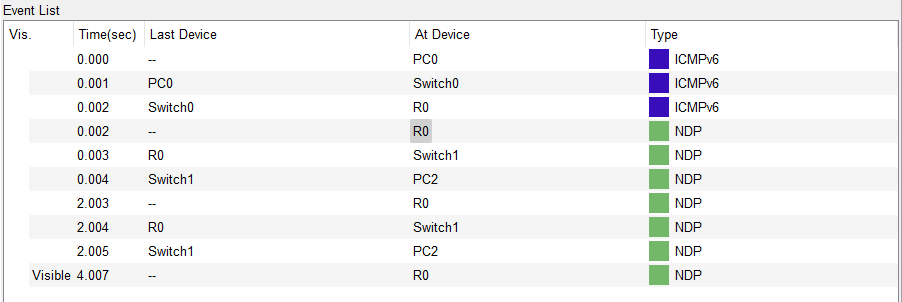 Event List
Vis. Time(sec) Last Device At Device Type
0.000 -- PC0 ICMPv6
0.001 PC0 Switch0 ICMPv6
0.002 Switch0 R0 ICMPv6
0.002 -- R0 NDP
0.003 R0 Switch1 NDP
0.004 Switch1 PC2 NDP
2.003 -- R0 NDP
2.004 R0 Switch1 NDP
2.005 Switch1 PC2 NDP
Visible 4.007 -- R0 NDP